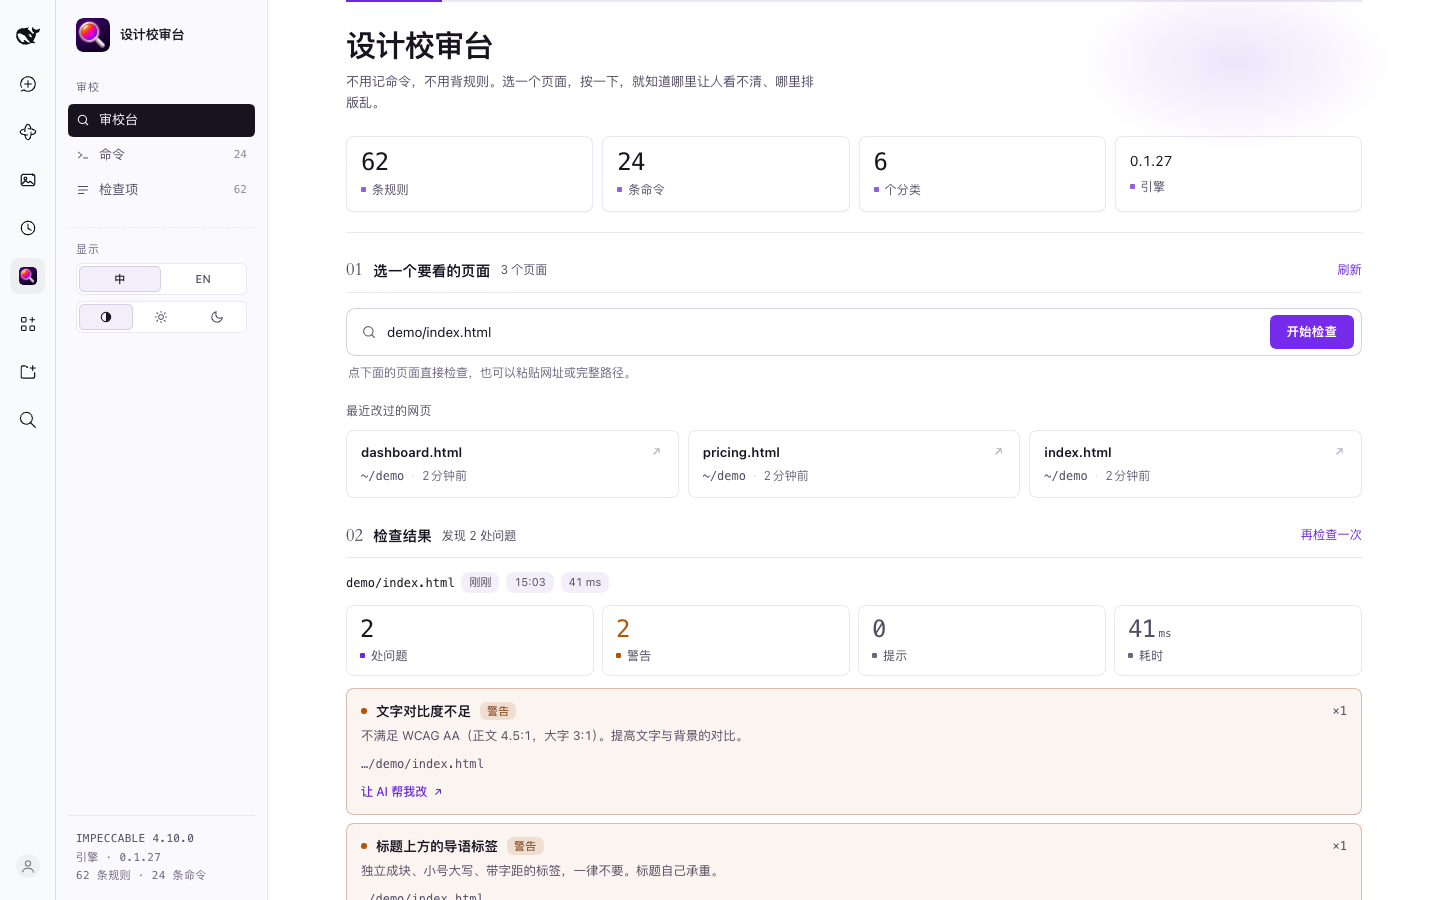 设计校审台
审校
审校台
命令 24
检查项 62
显示
中 EN
IMPECCABLE 4.10.0
引擎 · 0.1.27
62 条规则 · 24 条命令
设计校审台
不用记命令，不用背规则。选一个页面，按一下，就知道哪里让人看不清、哪里排
版乱。
62 24 6 0.1.27
条规则 条命令 个分类 引擎
01 选一个要看的页面 3 个页面 刷新
demo/index.html 开始检查
点下面的页面直接检查，也可以粘贴网址或完整路径。
最近改过的网页
dashboard.html ↗ pricing.html ↗ index.html ↗
~/demo · 2分钟前 ~/demo · 2分钟前 ~/demo · 2分钟前
02 检查结果 发现 2 处问题 再检查一次
demo/index.html 刚刚 15:03 41 ms
2 2 0 41ms
处问题 警告 提示 耗时
文字对比度不足 警告 ×1
不满足 WCAG AA（正文 4.5:1，大字 3:1）。提高文字与背景的对比。
…/demo/index.html
让 AI 帮我改 ↗
标题上方的导语标签 警告 ×1
独立成块、小号大写、带字距的标签，一律不要。标题自己承重。
…/demo/index.html